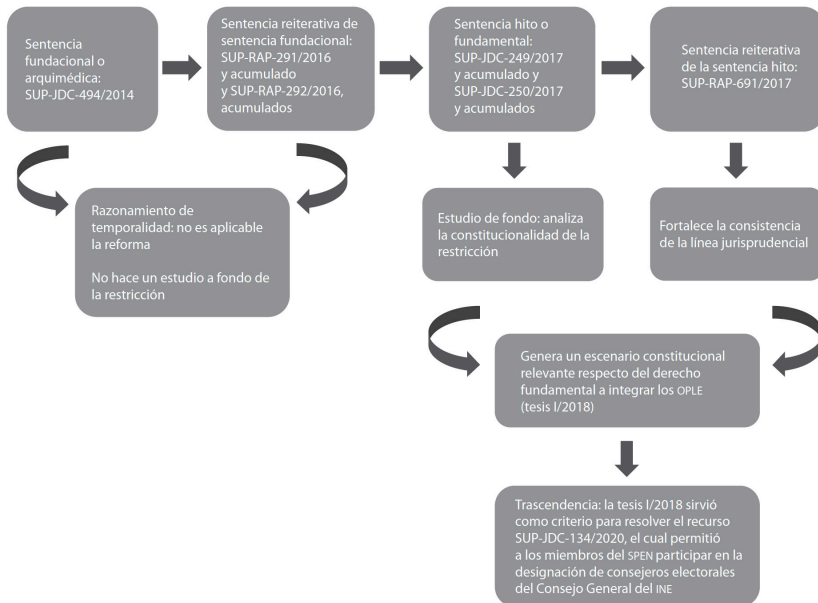 Sentencia
fundacional o
arquimédica:
SUP-JDC-494/2014
Sentencia reiterativa de
sentencia fundacional:
SUP-RAP-291/2016
y acumulado
y SUP-RAP-292/2016,
acumulados
Sentencia hito o
fundamental:
SUP-JDC-249/2017
y acumulado y
SUP-JDC-250/2017
y acumulados
Sentencia reiterativa
de la sentencia hito:
SUP-RAP-691/2017
Razonamiento de
temporalidad: no es aplicable
la reforma
No hace un estudio a fondo de
la restricción
Estudio de fondo: analiza
la constitucionalidad de la
restricción
Fortalece la consistencia
de la línea jurisprudencial
Genera un escenario constitucional
relevante respecto del derecho
fundamental a integrar los OPLE
(tesis I/2018)
Trascendencia: la tesis I/2018 sirvió
como criterio para resolver el recurso
SUP-JDC-134/2020, el cual permitió
a los miembros del SPEN participar en la
designación de consejeros electorales
del Consejo General del INE